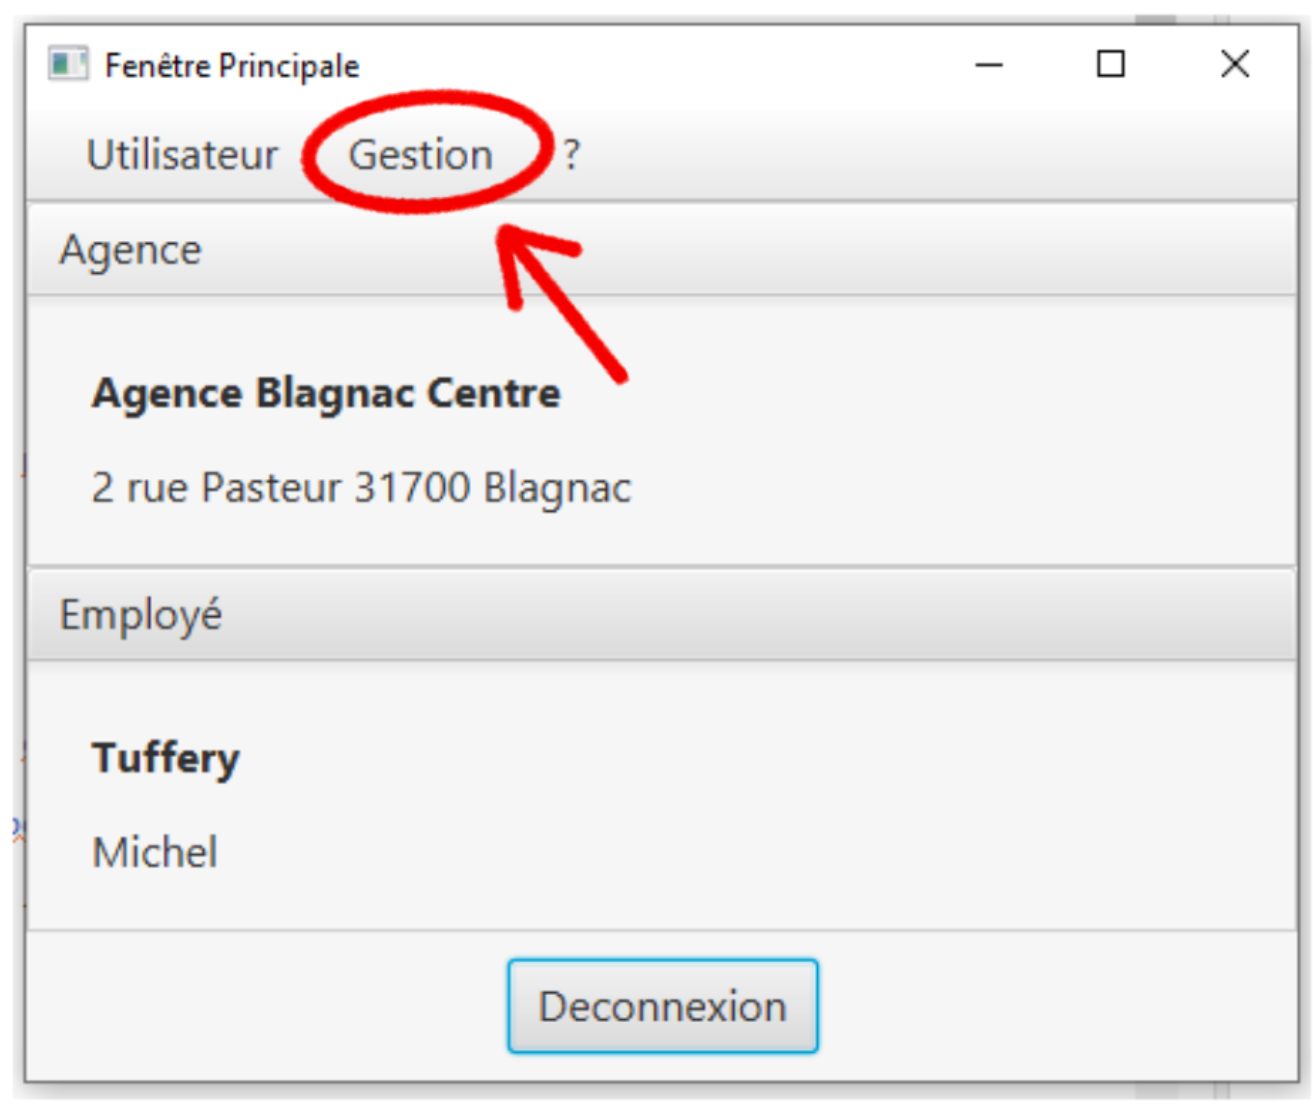 Fenêtre Principale
Utilisateur Gestion ?
Agence
Agence Blagnac Centre
2 rue Pasteur 31700 Blagnac
Employé
Tuffery
Michel
Deconnexion